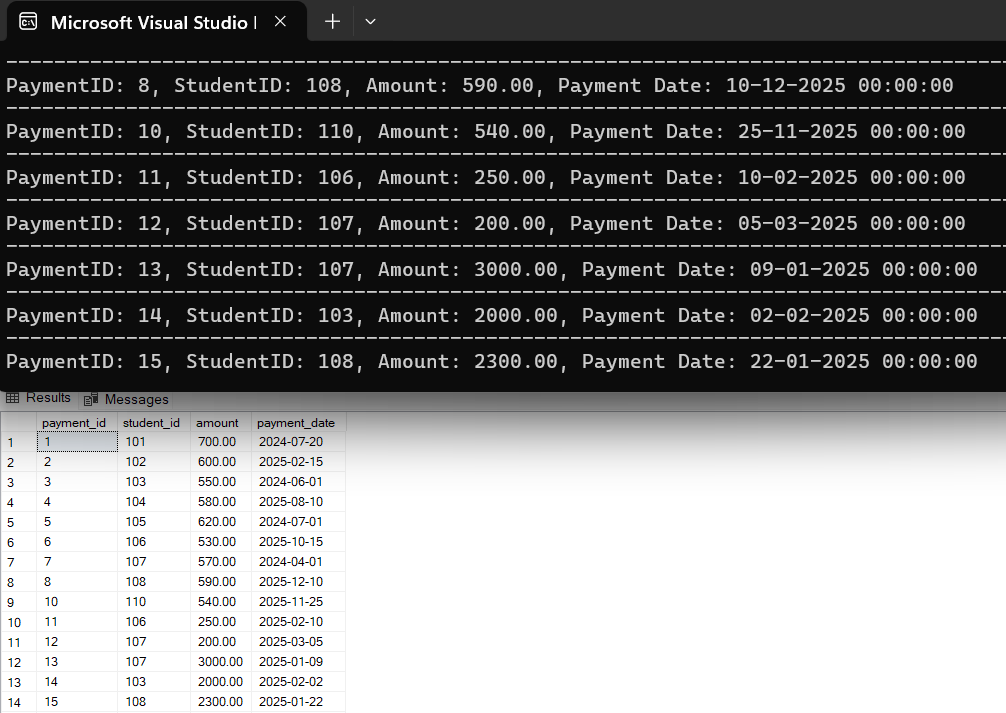 Microsoft Visual Studio
--------------------------------------------------------------------------------
PaymentID: 8, StudentID: 108, Amount: 590.00, Payment Date: 10-12-2025 00:00:00
--------------------------------------------------------------------------------
PaymentID: 10, StudentID: 110, Amount: 540.00, Payment Date: 25-11-2025 00:00:00
--------------------------------------------------------------------------------
PaymentID: 11, StudentID: 106, Amount: 250.00, Payment Date: 10-02-2025 00:00:00
--------------------------------------------------------------------------------
PaymentID: 12, StudentID: 107, Amount: 200.00, Payment Date: 05-03-2025 00:00:00
--------------------------------------------------------------------------------
PaymentID: 13, StudentID: 107, Amount: 3000.00, Payment Date: 09-01-2025 00:00:00
--------------------------------------------------------------------------------
PaymentID: 14, StudentID: 103, Amount: 2000.00, Payment Date: 02-02-2025 00:00:00
--------------------------------------------------------------------------------
PaymentID: 15, StudentID: 108, Amount: 2300.00, Payment Date: 22-01-2025 00:00:00
Results Messages
payment_id student_id amount payment_date
1 1 101 700.00 2024-07-20
2 2 102 600.00 2025-02-15
3 3 103 550.00 2024-06-01
4 4 104 580.00 2025-08-10
5 5 105 620.00 2024-07-01
6 6 106 530.00 2025-10-15
7 7 107 570.00 2024-04-01
8 8 108 590.00 2025-12-10
9 10 110 540.00 2025-11-25
10 11 106 250.00 2025-02-10
11 12 107 200.00 2025-03-05
12 13 107 3000.00 2025-01-09
13 14 103 2000.00 2025-02-02
14 15 108 2300.00 2025-01-22